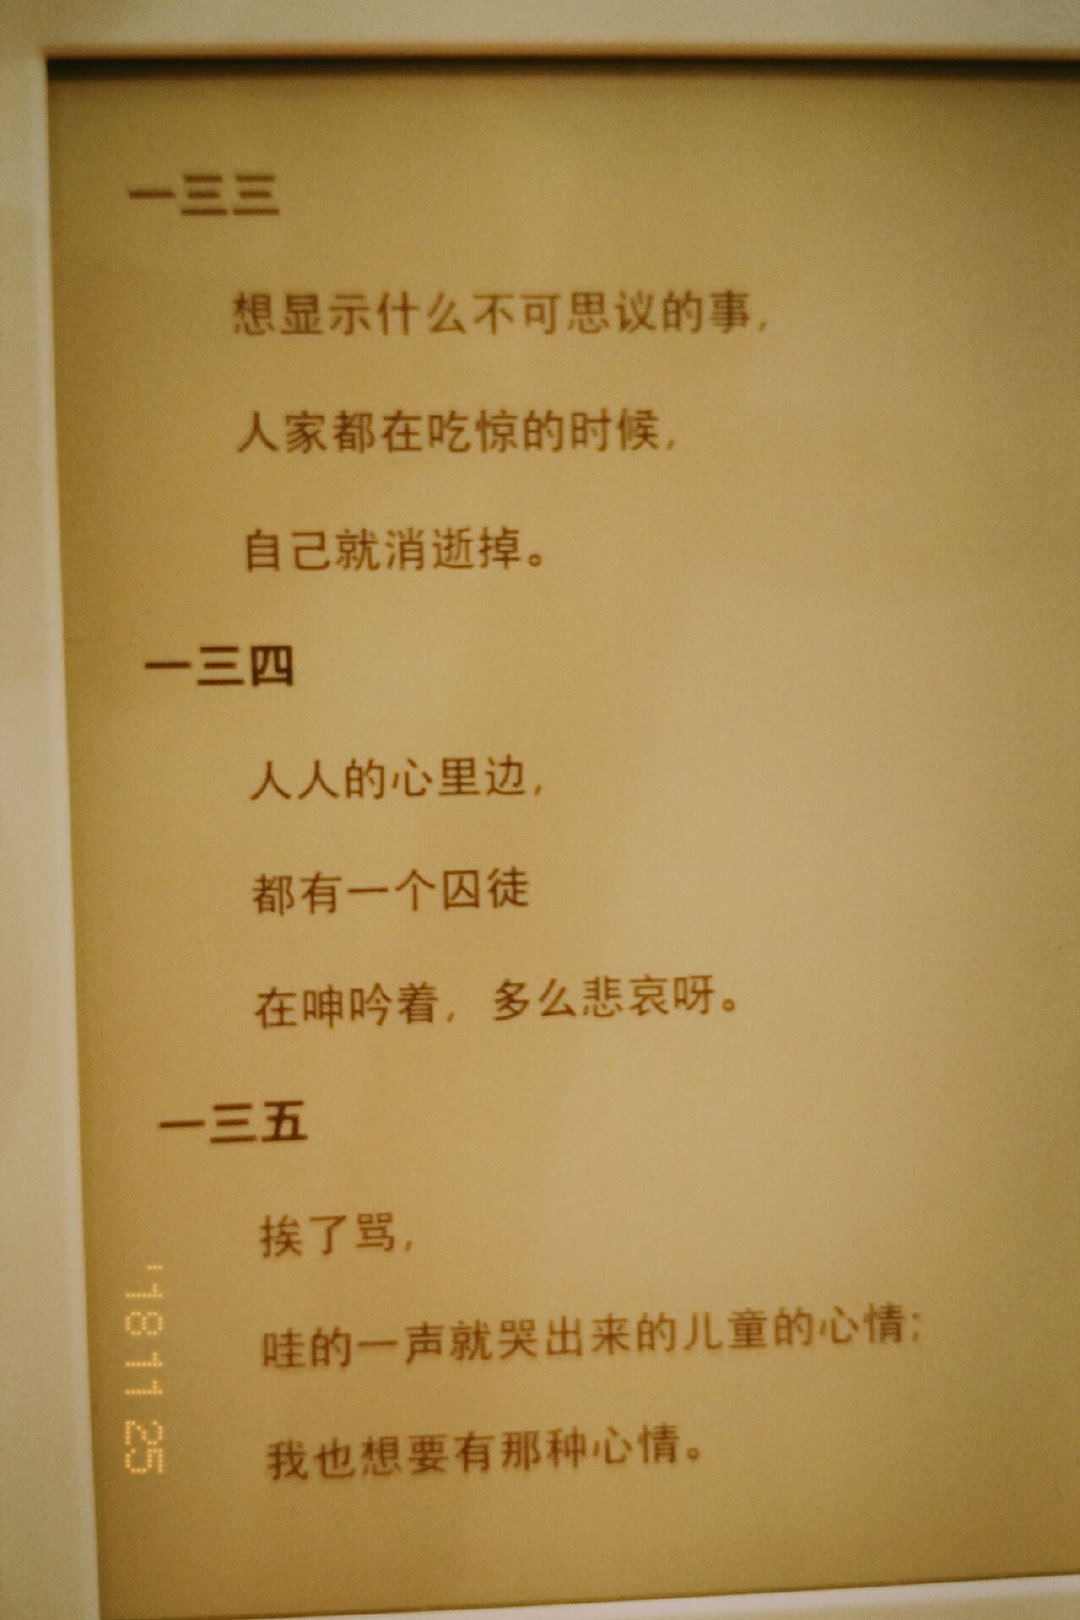 一三三
想显示什么不可思议的事，
人家都在吃惊的时候，
自己就消逝掉。
一三四
人人的心里边，
都有一个囚徒
在呻吟着，多么悲哀呀。
一三五
挨了骂，
哇的一声就哭出来的儿童的心情；
我也想要有那种心情。
'18 11 25